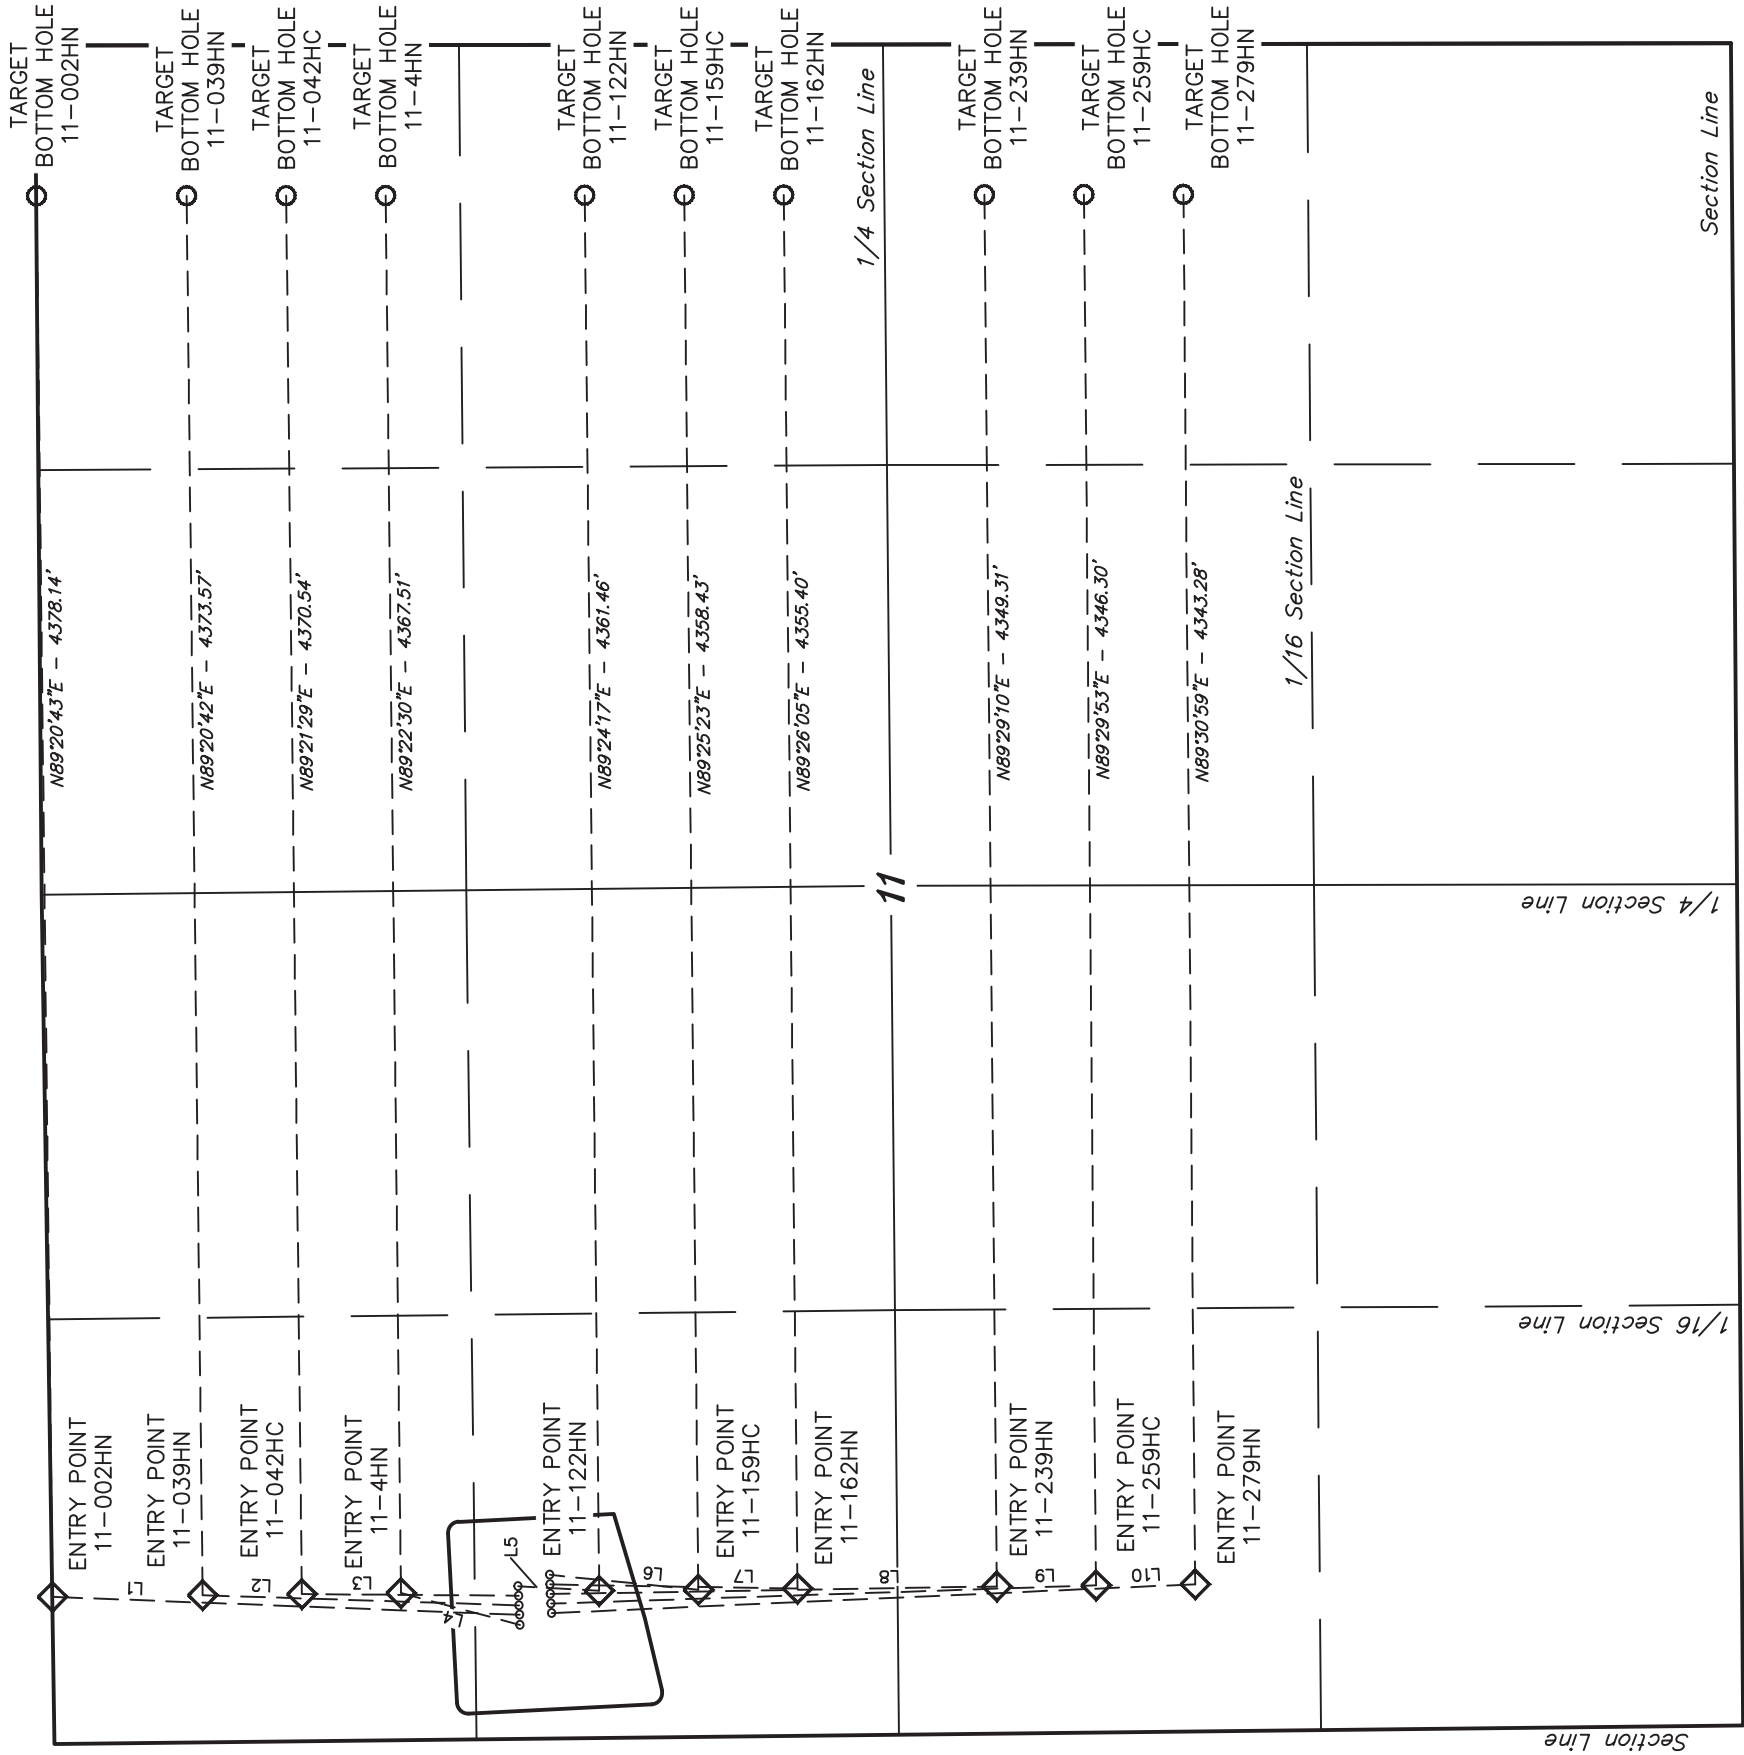 TARGET
BOTTOM HOLE
11-002HN
TARGET
BOTTOM HOLE
11-039HN
TARGET
BOTTOM HOLE
11-042HC
TARGET
BOTTOM HOLE
11-4HN
TARGET
BOTTOM HOLE
11-122HN
TARGET
BOTTOM HOLE
11-159HC
TARGET
BOTTOM HOLE
11-162HN
TARGET
BOTTOM HOLE
11-239HN
TARGET
BOTTOM HOLE
11-259HC
TARGET
BOTTOM HOLE
11-279HN
1/4 Section Line
Section Line
1/16 Section Line
N89°20'43"E - 4378.14'
N89°20'42"E - 4373.57'
N89°21'29"E - 4370.54'
N89°22'30"E - 4367.51'
N89°24'17"E - 4361.46'
N89°25'23"E - 4358.43'
N89°26'05"E - 4355.40'
N89°29'10"E - 4349.31'
N89°29'53"E - 4346.30'
N89°30'59"E - 4343.28'
11
1/4 Section Line
1/16 Section Line
ENTRY POINT
11-002HN
ENTRY POINT
11-039HN
ENTRY POINT
11-042HC
ENTRY POINT
11-4HN
ENTRY POINT
11-122HN
ENTRY POINT
11-159HC
ENTRY POINT
11-162HN
ENTRY POINT
11-239HN
ENTRY POINT
11-259HC
ENTRY POINT
11-279HN
L1
L2
L3
L4
L5
L6
L7
L8
L9
L10
Section Line